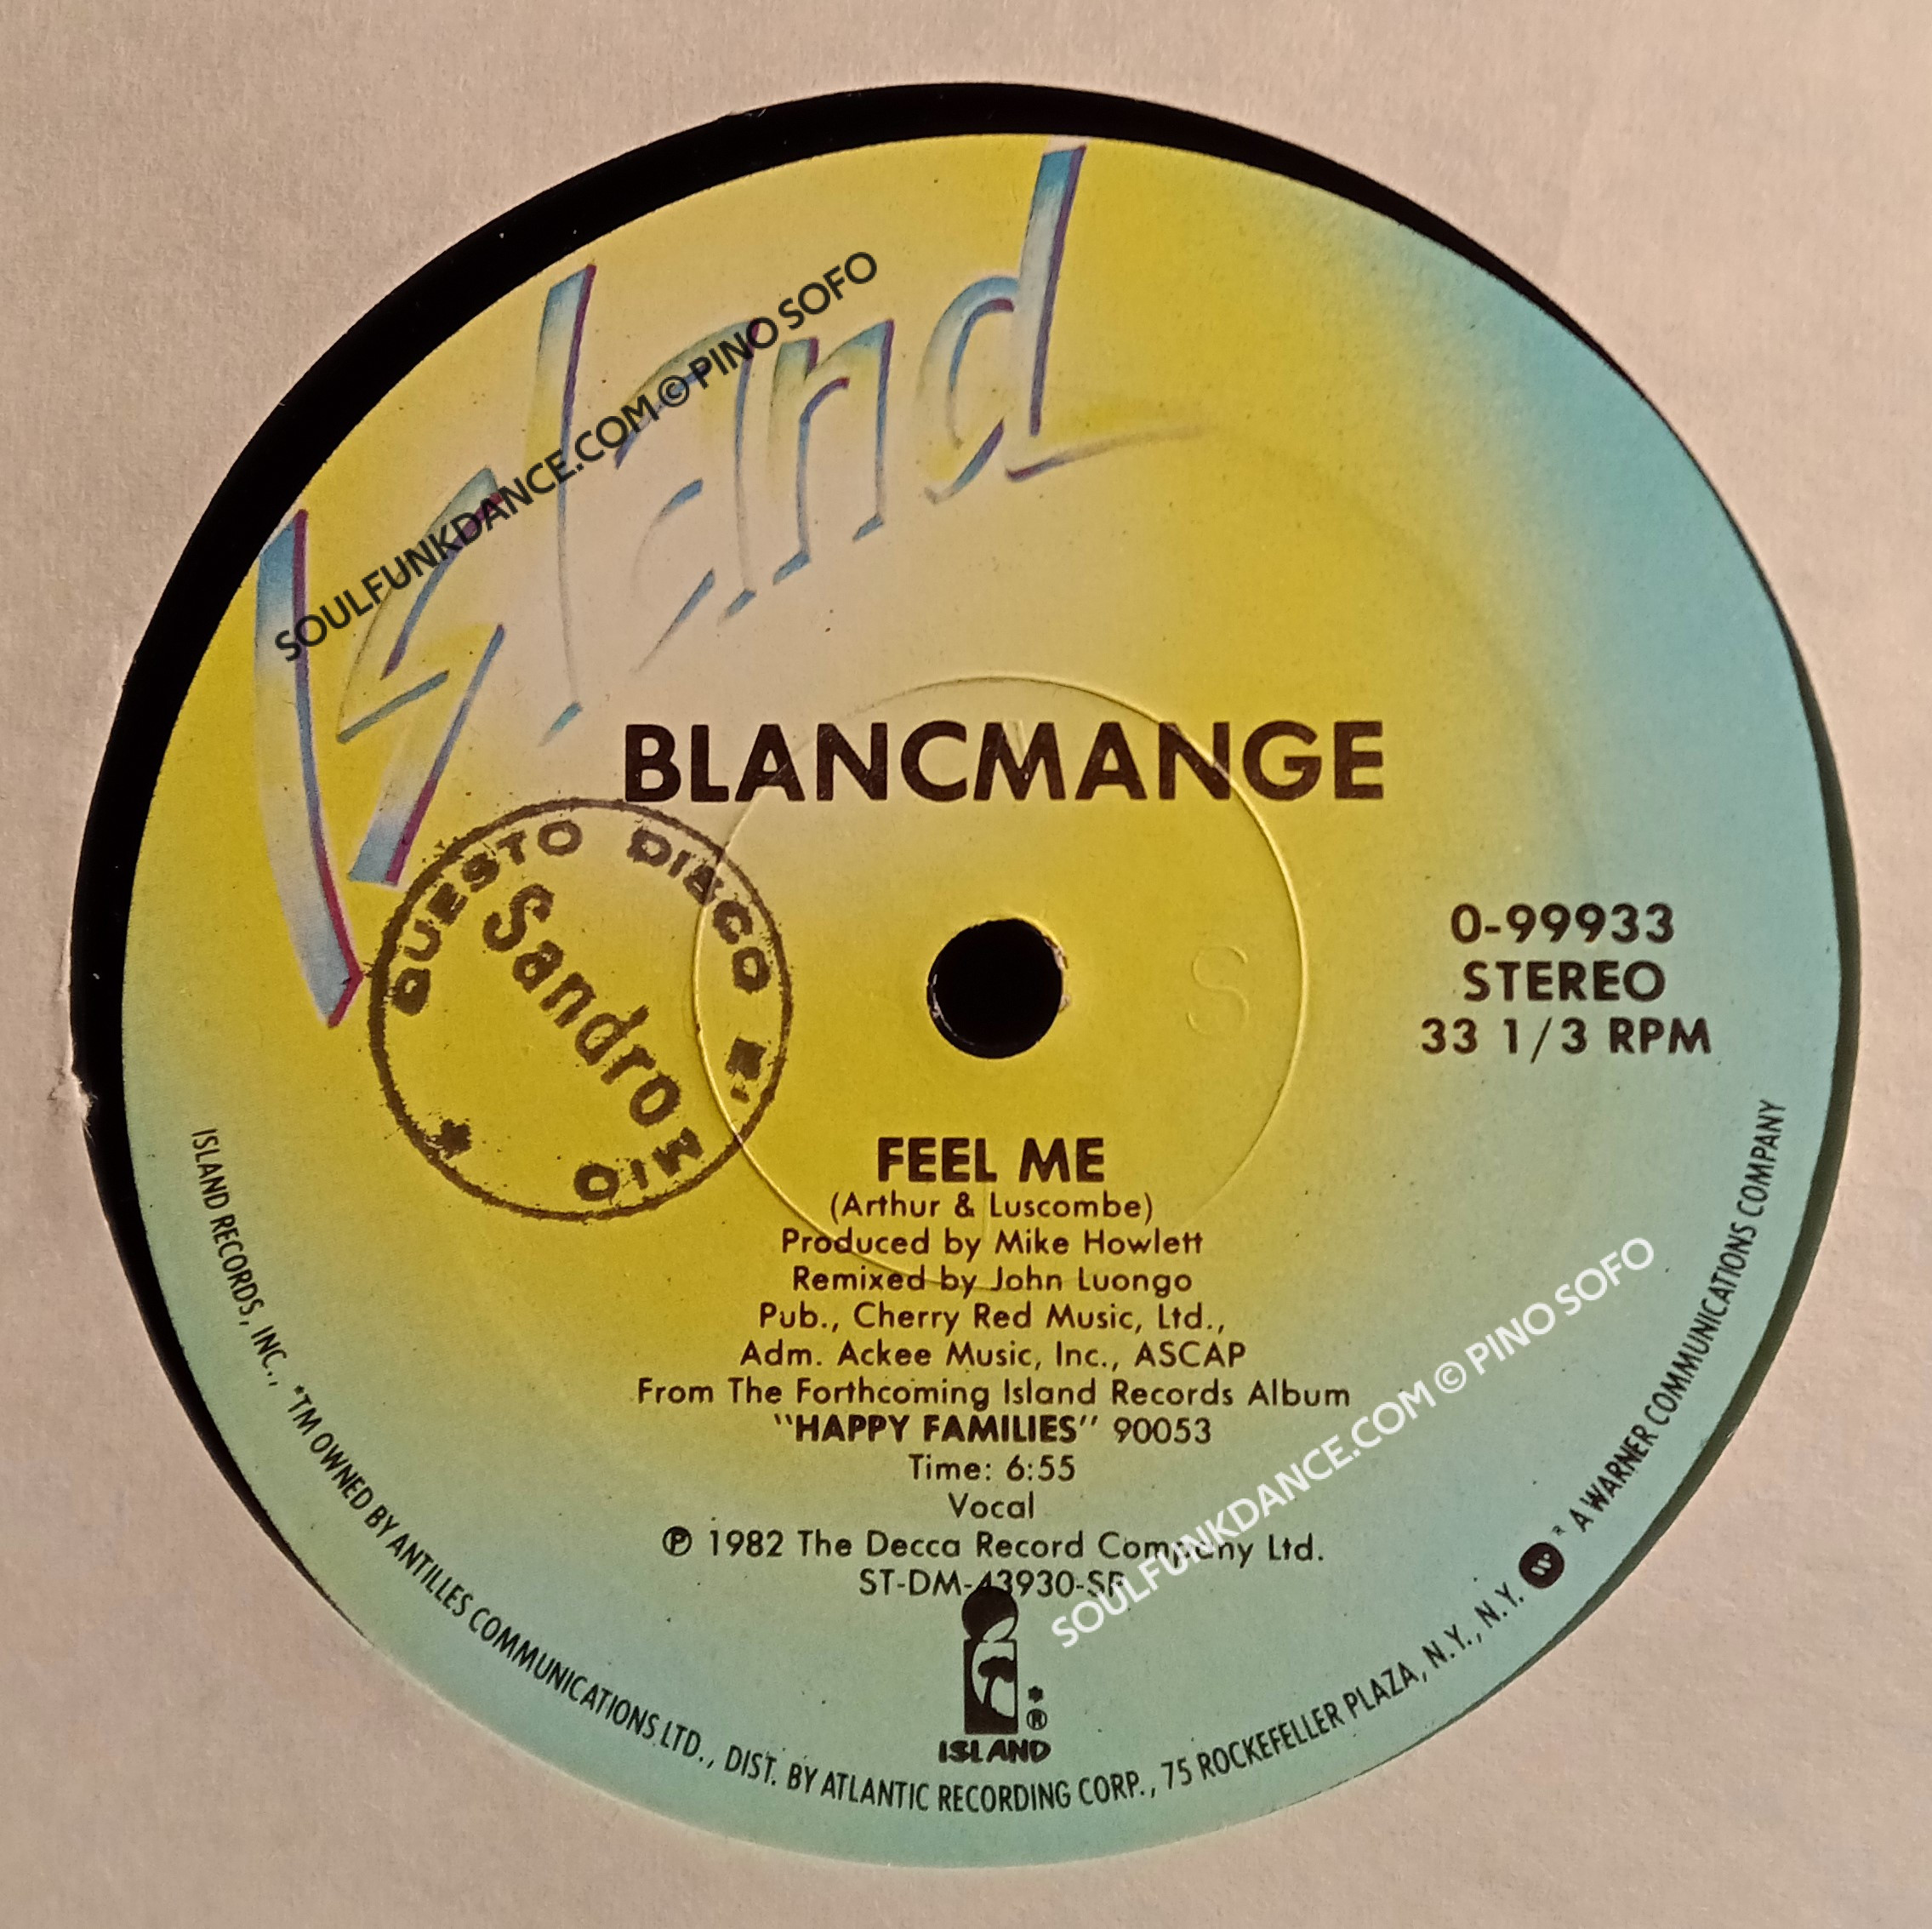 Island
SOULFUNKDANCE.COM © PINO SOFO
BLANCMANGE
QUESTO DISCO E' MIO
Sandro
S
0-99933
STEREO
33 1/3 RPM
FEEL ME
(Arthur & Luscombe)
Produced by Mike Howlett
Remixed by John Luongo
Pub., Cherry Red Music, Ltd.,
Adm. Ackee Music, Inc., ASCAP
From The Forthcoming Island Records Album
"HAPPY FAMILIES" 90053
Time: 6:55
Vocal
℗ 1982 The Decca Record Company Ltd.
ST-DM-43930-SP
SOULFUNKDANCE.COM © PINO SOFO
*®
ISLAND
ISLAND RECORDS, INC., *TM OWNED BY ANTILLES COMMUNICATIONS LTD., DIST. BY ATLANTIC RECORDING CORP., 75 ROCKEFELLER PLAZA, N.Y., N.Y. W ® A WARNER COMMUNICATIONS COMPANY